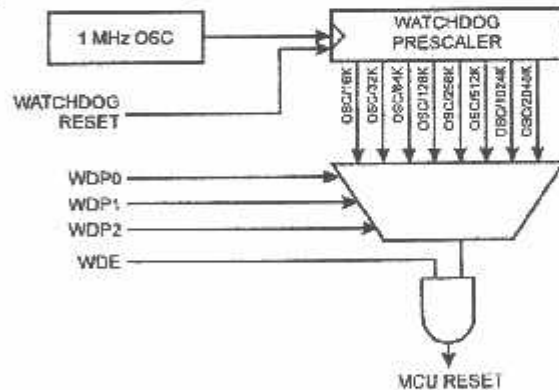 1 MHz OSC
WATCHDOG
PRESCALER
WATCHDOG
RESET
OSC/16K
OSC/32K
OSC/64K
OSC/128K
OSC/256K
OSC/512K
OSC/1024K
OSC/2048K
WDP0
WDP1
WDP2
WDE
MCU RESET